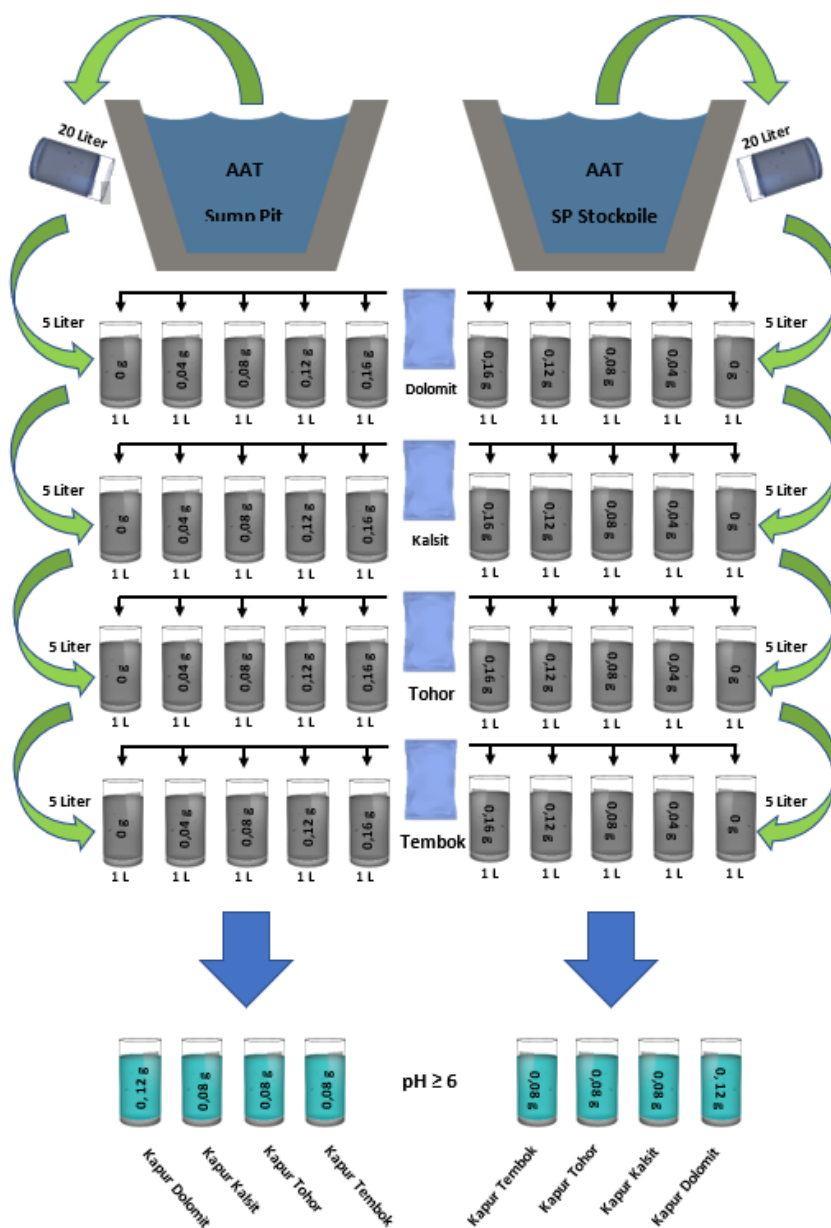 20 Liter
20 Liter
AAT
Sump Pit
AAT
SP Stockpile
5 Liter
0 g
0,04 g
0,08 g
0,12 g
0,16 g
Dolomit
0,16 g
0,12 g
0,08 g
0,04 g
0 g
5 Liter
1 L 1 L 1 L 1 L 1 L
1 L 1 L 1 L 1 L 1 L
5 Liter
0 g
0,04 g
0,08 g
0,12 g
0,16 g
Kalsit
0,16 g
0,12 g
0,08 g
0,04 g
0 g
5 Liter
1 L 1 L 1 L 1 L 1 L
1 L 1 L 1 L 1 L 1 L
5 Liter
0 g
0,04 g
0,08 g
0,12 g
0,16 g
Tohor
0,16 g
0,12 g
0,08 g
0,04 g
0 g
5 Liter
1 L 1 L 1 L 1 L 1 L
1 L 1 L 1 L 1 L 1 L
5 Liter
0 g
0,04 g
0,08 g
0,12 g
0,16 g
Tembok
0,16 g
0,12 g
0,08 g
0,04 g
0 g
5 Liter
1 L 1 L 1 L 1 L 1 L
1 L 1 L 1 L 1 L 1 L
0, 12 g
0,08 g
0,08 g
0,08 g
pH ≥ 6
0,08 g
0,08 g
0,08 g
0, 12 g
Kapur Dolomit
Kapur Kalsit
Kapur Tohor
Kapur Tembok
Kapur Tembok
Kapur Tohor
Kapur Kalsit
Kapur Dolomit